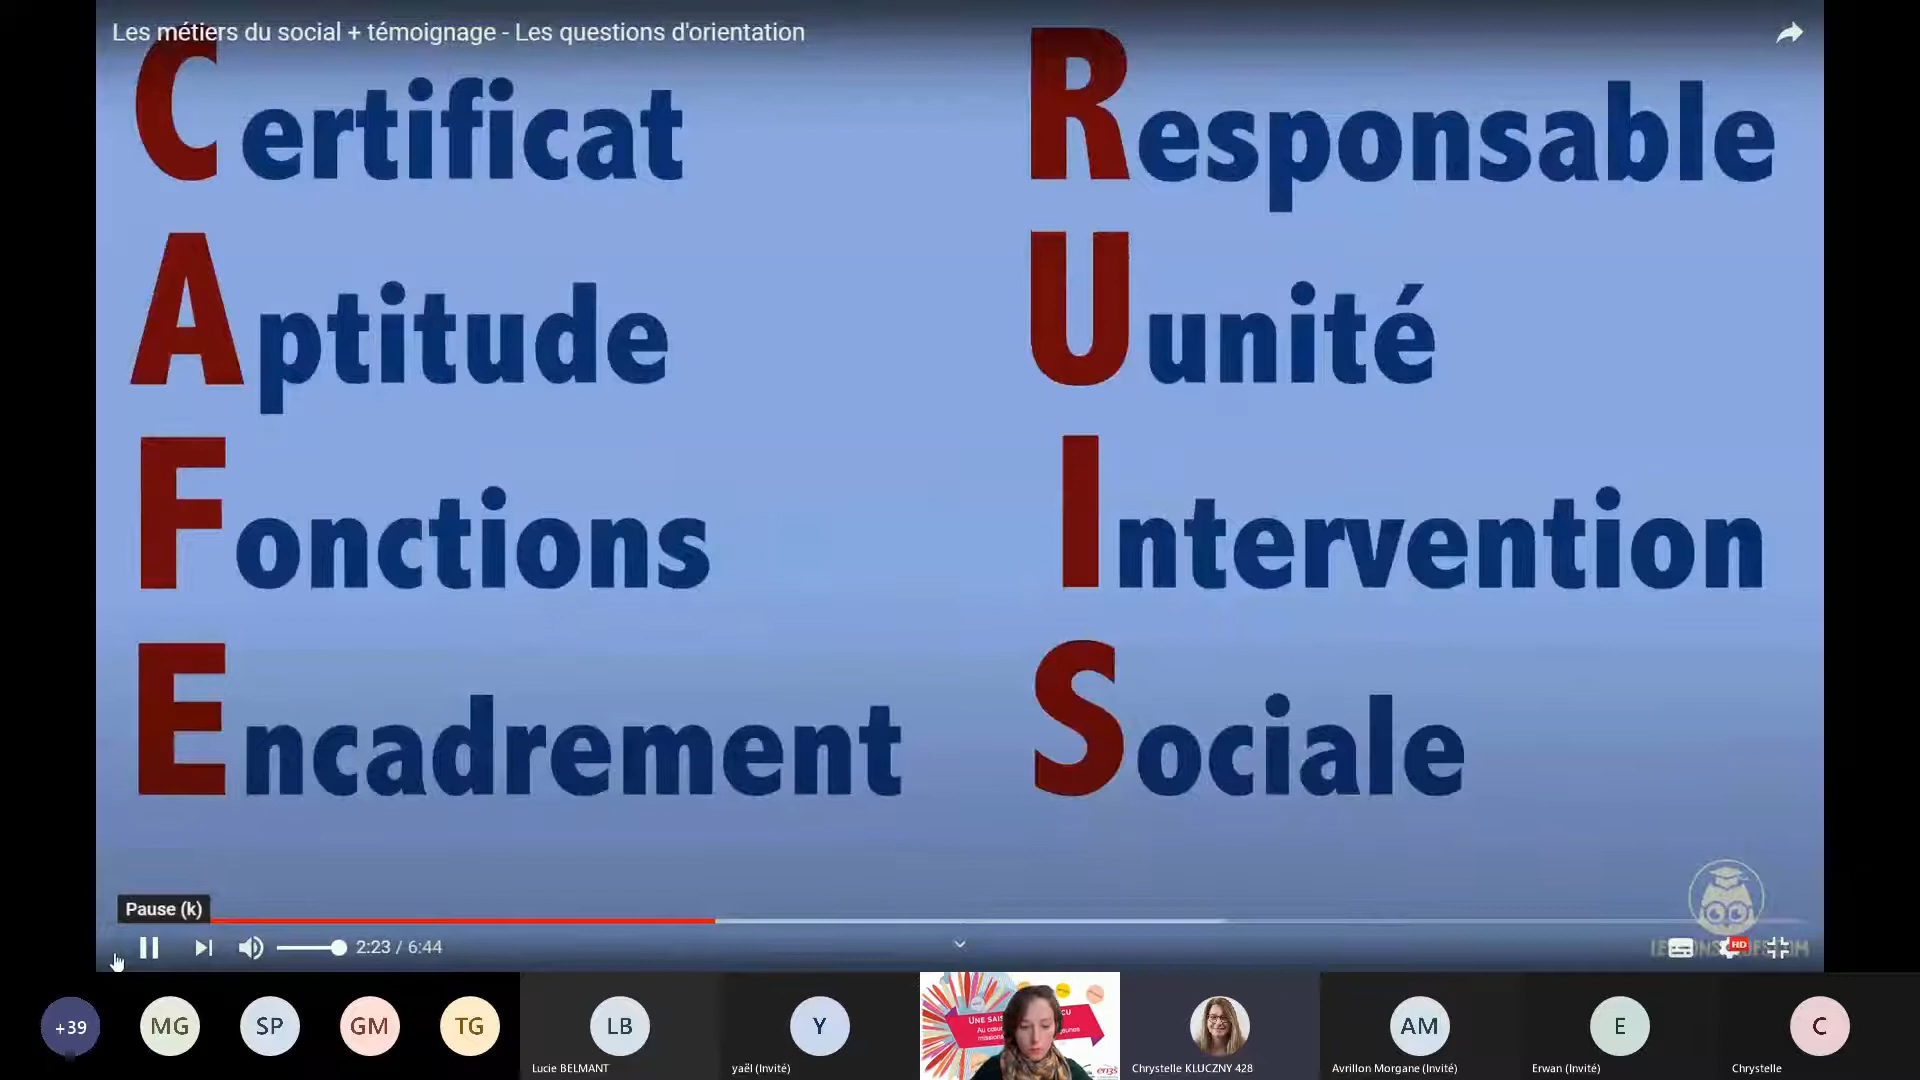 Les métiers du social + témoignage - Les questions d'orientation
Certificat
Aptitude
Fonctions
Encadrement
Responsable
Uunité
Intervention
Sociale
Pause (k)
2:23 / 6:44
HD
+39
MG
SP
GM
TG
LB
Lucie BELMANT
Y
yaël (Invité)
Chrystelle KLUCZNY 428
AM
Avrillon Morgane (Invité)
E
Erwan (Invité)
C
Chrystelle